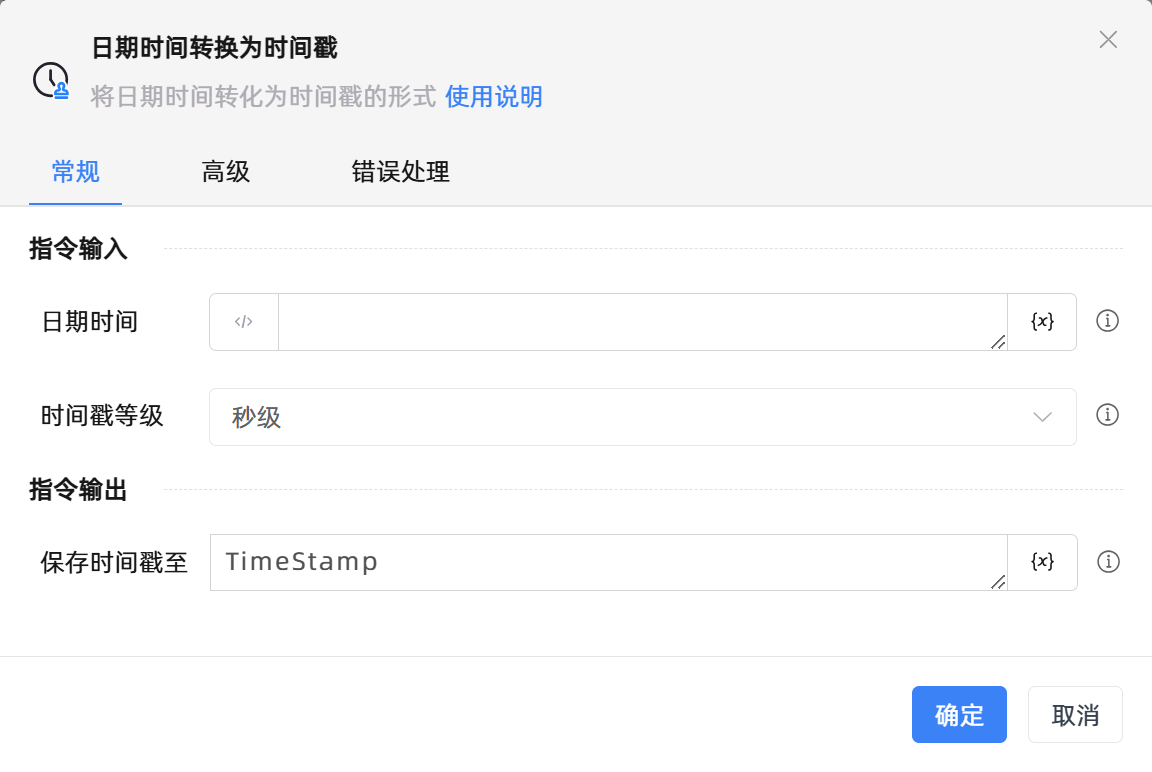 日期时间转换为时间戳
将日期时间转化为时间戳的形式 使用说明
常规 高级 错误处理
指令输入
日期时间 </> {x}
时间戳等级 秒级
指令输出
保存时间戳至 TimeStamp {x}
确定 取消